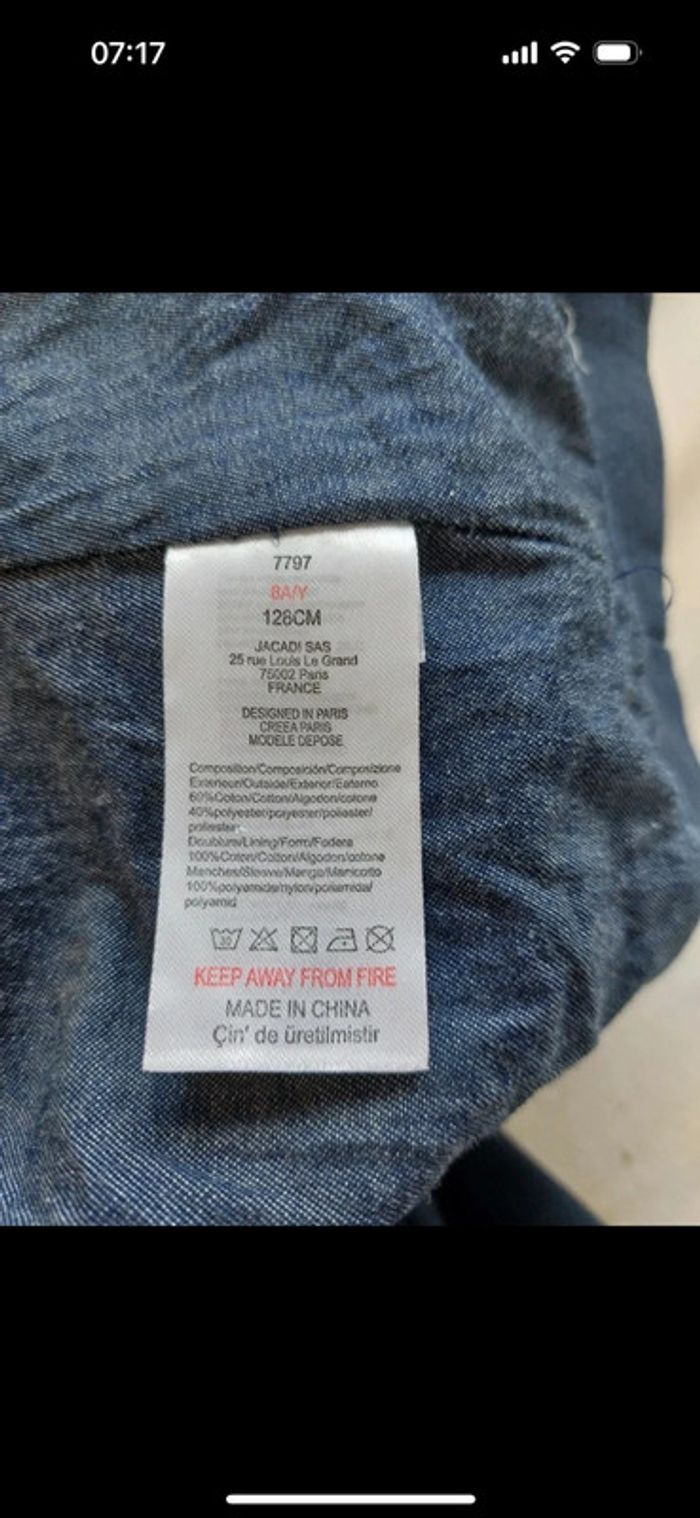 07:17
7797
8A/Y
128CM
JACADI SAS
25 rue Louis Le Grand
75002 Paris
FRANCE
DESIGNED IN PARIS
CREEA PARIS
MODELE DEPOSE
Composition/Composición/Composizione
Exterieur/Outside/Exterior/Esterno
60%Coton/Cotton/Algodon/cotone
40%polyester/polyester/poliester/
poliester
Doublure/Lining/Forro/Fodera
100%Coton/Cotton/Algodon/cotone
Manches/Sleeve/Manga/Manicotto
100%polyamide/nylon/poliamida/
polyamid
30
KEEP AWAY FROM FIRE
MADE IN CHINA
Çin' de üretilmistir